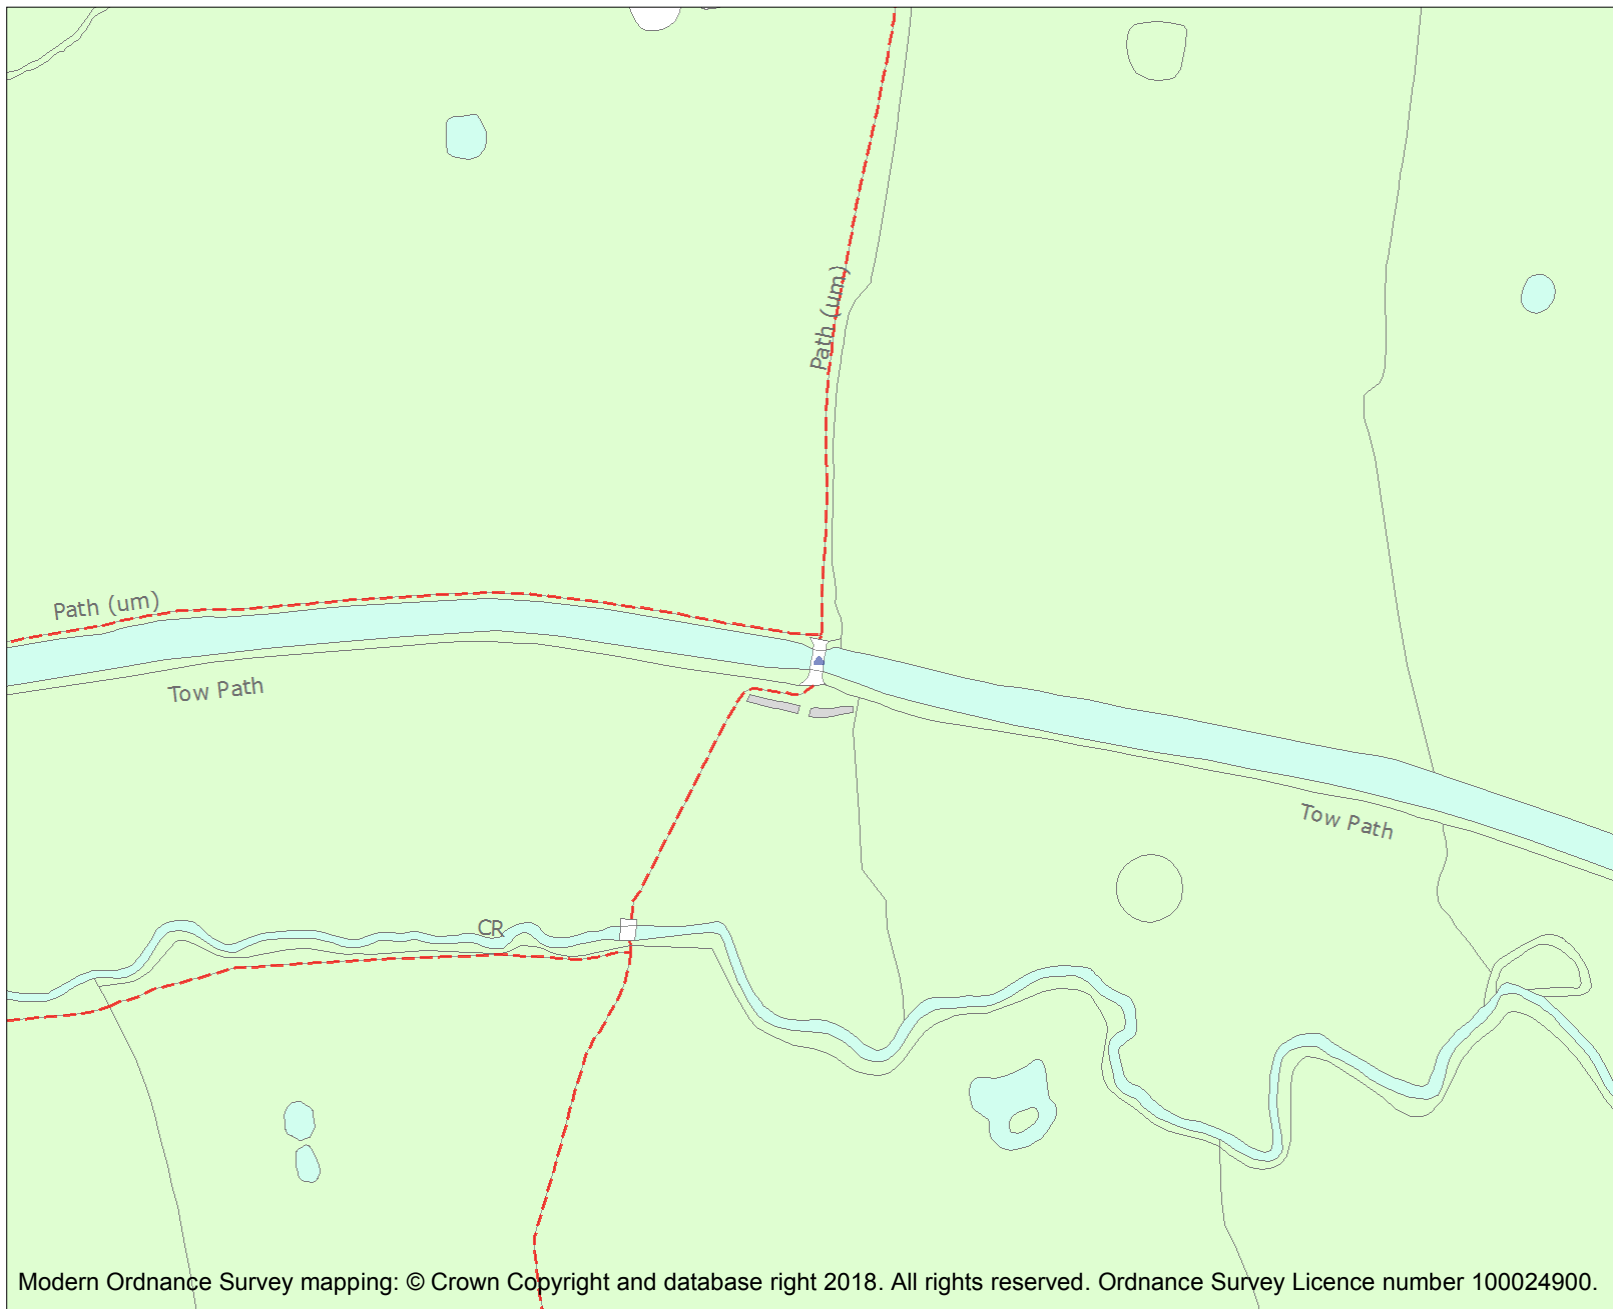 Path (um)
Path (um)
Tow Path
Tow Path
CR
Modern Ordnance Survey mapping: © Crown Copyright and database right 2018. All rights reserved. Ordnance Survey Licence number 100024900.